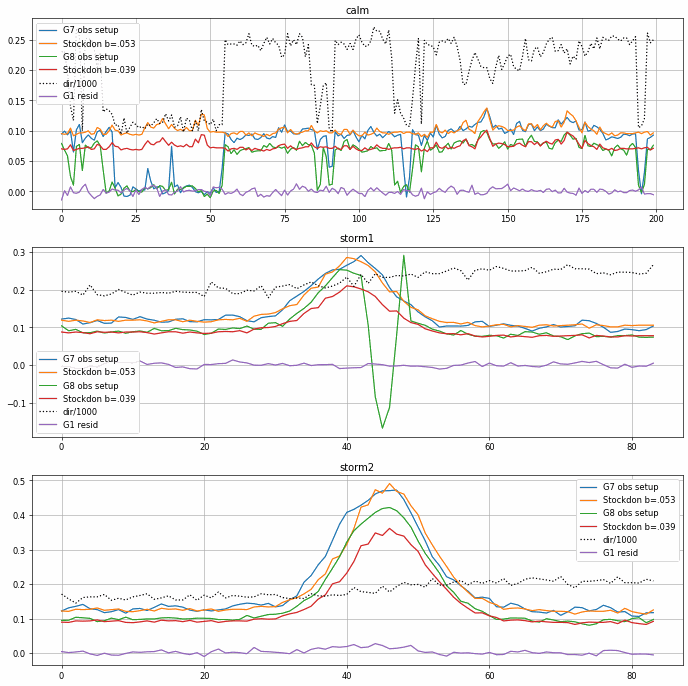 calm
0.25
0.20
0.15
0.10
0.05
0.00
G7 obs setup
Stockdon b=.053
G8 obs setup
Stockdon b=.039
dir/1000
G1 resid
0 25 50 75 100 125 150 175 200
storm1
0.3
0.2
0.1
0.0
−0.1
G7 obs setup
Stockdon b=.053
G8 obs setup
Stockdon b=.039
dir/1000
G1 resid
0 20 40 60 80
storm2
0.5
0.4
0.3
0.2
0.1
0.0
G7 obs setup
Stockdon b=.053
G8 obs setup
Stockdon b=.039
dir/1000
G1 resid
0 20 40 60 80